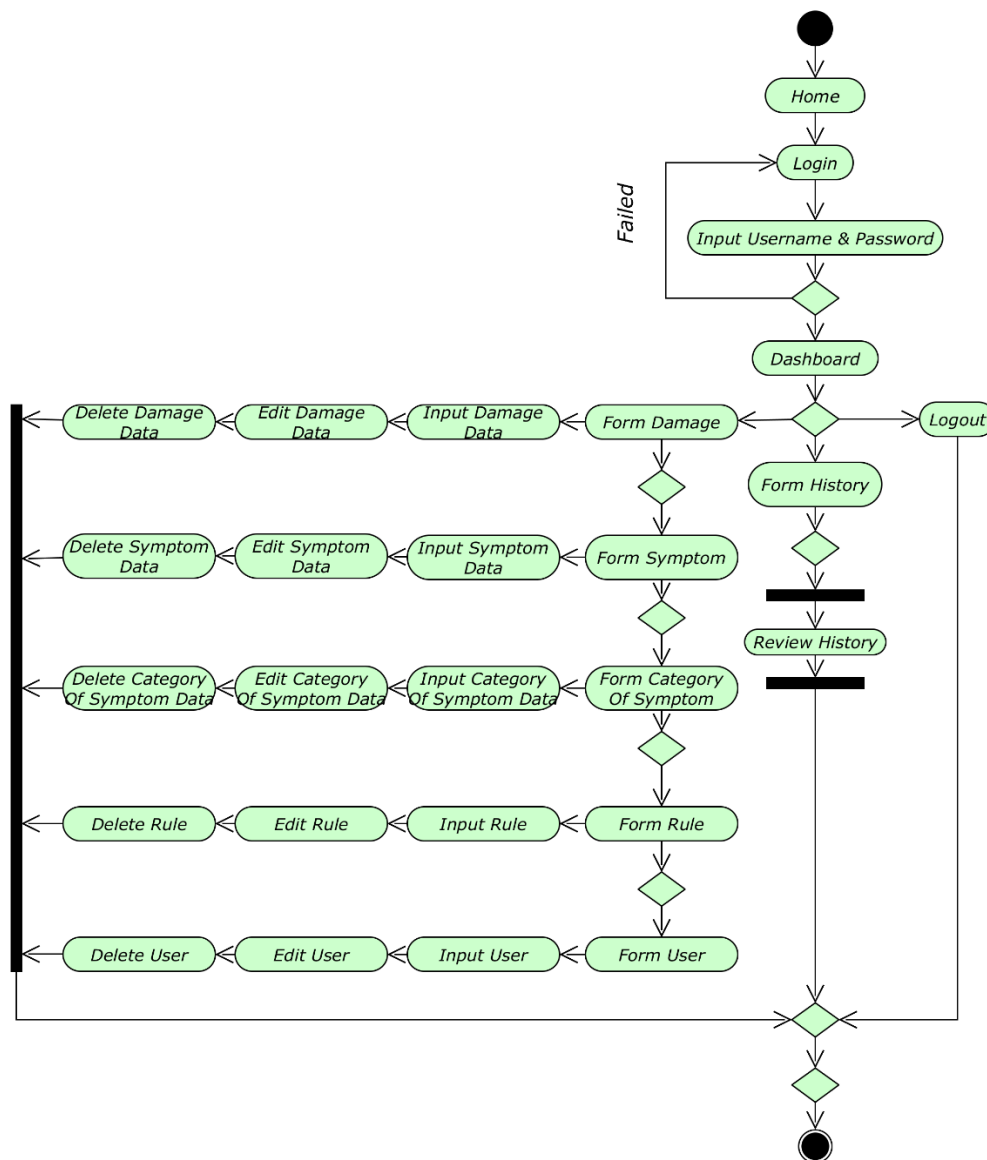 Home
Login
Failed
Input Username & Password
Dashboard
Delete Damage
Data
Edit Damage
Data
Input Damage
Data
Form Damage
Logout
Form History
Delete Symptom
Data
Edit Symptom
Data
Input Symptom
Data
Form Symptom
Review History
Delete Category
Of Symptom Data
Edit Category
Of Symptom Data
Input Category
Of Symptom Data
Form Category
Of Symptom
Delete Rule
Edit Rule
Input Rule
Form Rule
Delete User
Edit User
Input User
Form User